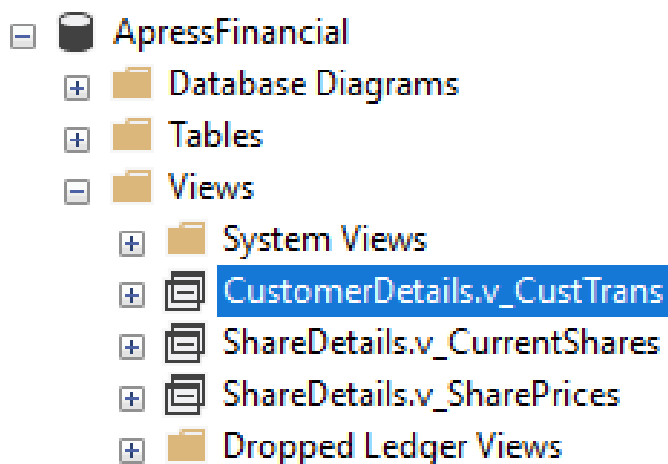 ApressFinancial
Database Diagrams
Tables
Views
System Views
CustomerDetails.v_CustTrans
ShareDetails.v_CurrentShares
ShareDetails.v_SharePrices
Dropped Ledger Views